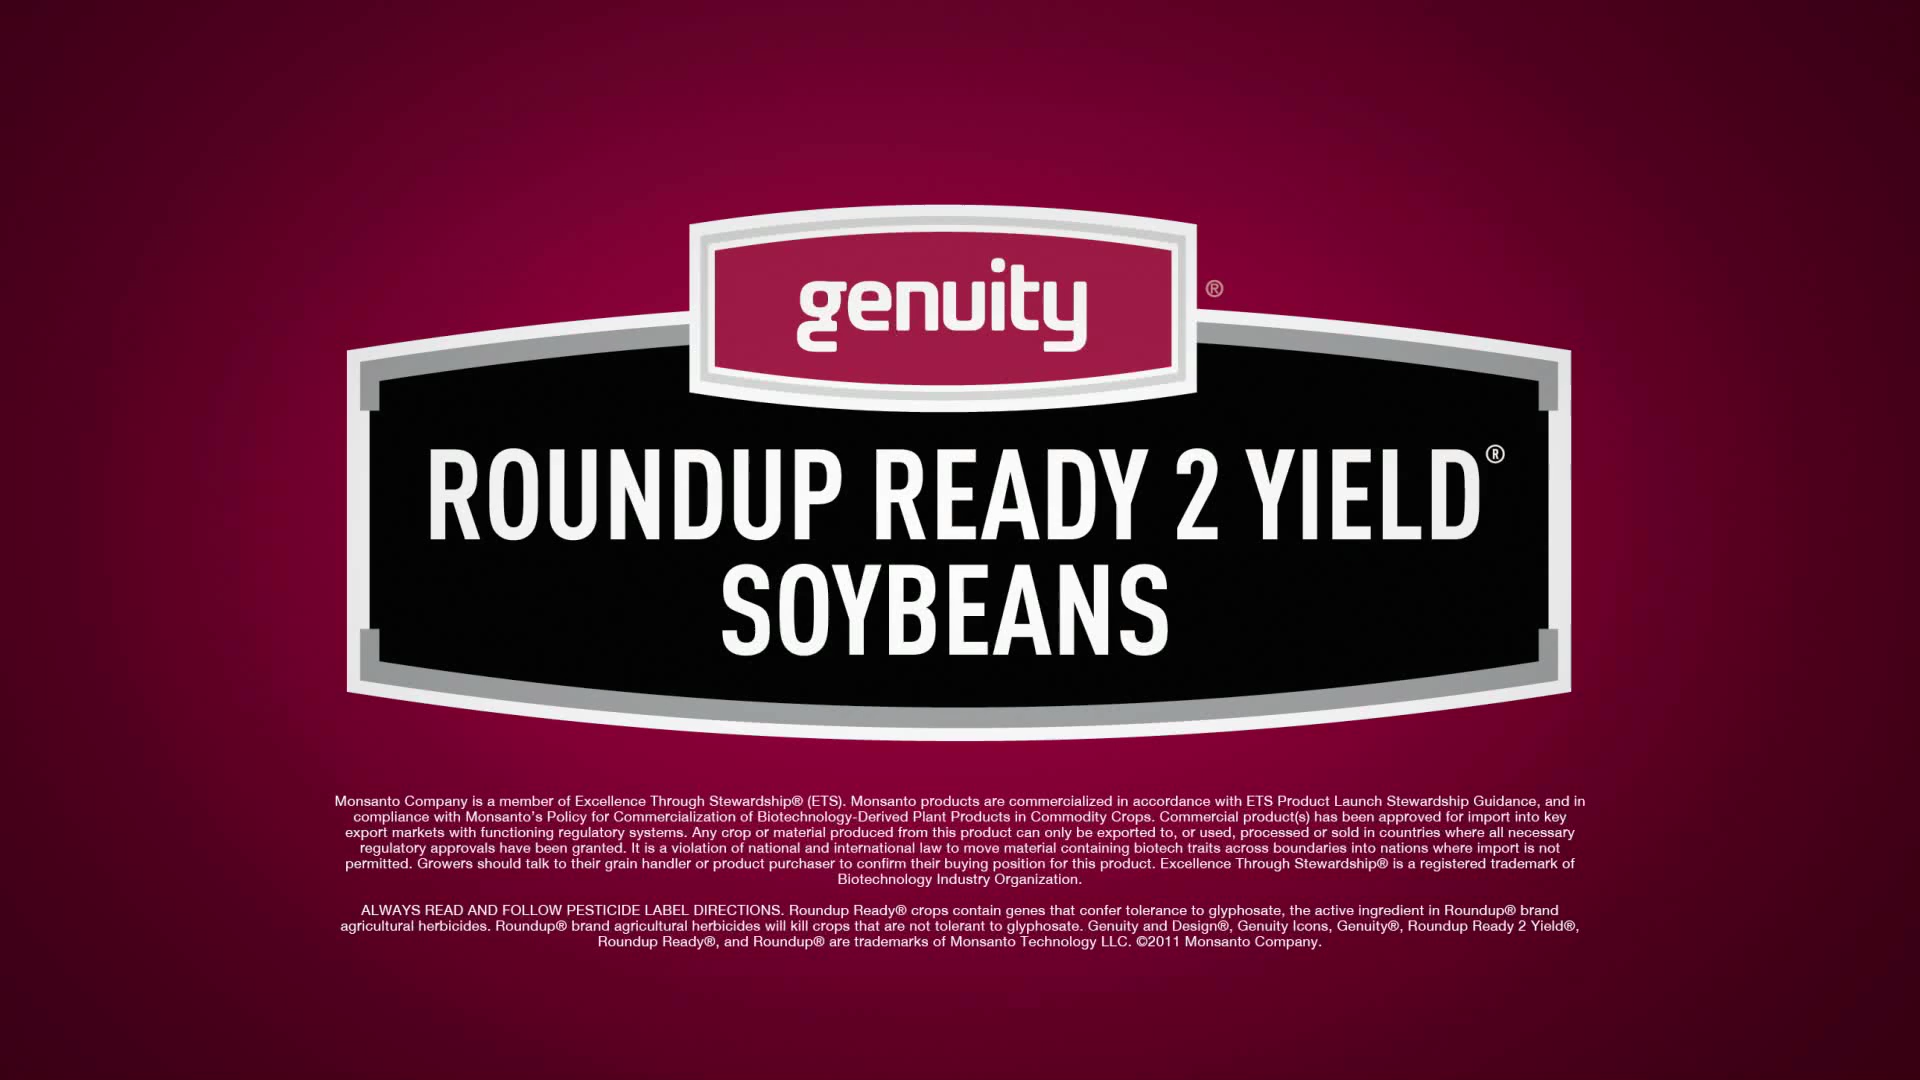 genuity®
ROUNDUP READY 2 YIELD®
SOYBEANS
Monsanto Company is a member of Excellence Through Stewardship® (ETS). Monsanto products are commercialized in accordance with ETS Product Launch Stewardship Guidance, and in
compliance with Monsanto's Policy for Commercialization of Biotechnology-Derived Plant Products in Commodity Crops. Commercial product(s) has been approved for import into key
export markets with functioning regulatory systems. Any crop or material produced from this product can only be exported to, or used, processed or sold in countries where all necessary
regulatory approvals have been granted. It is a violation of national and international law to move material containing biotech traits across boundaries into nations where import is not
permitted. Growers should talk to their grain handler or product purchaser to confirm their buying position for this product. Excellence Through Stewardship® is a registered trademark of
Biotechnology Industry Organization.
ALWAYS READ AND FOLLOW PESTICIDE LABEL DIRECTIONS. Roundup Ready® crops contain genes that confer tolerance to glyphosate, the active ingredient in Roundup® brand
agricultural herbicides. Roundup® brand agricultural herbicides will kill crops that are not tolerant to glyphosate. Genuity and Design®, Genuity Icons, Genuity®, Roundup Ready 2 Yield®,
Roundup Ready®, and Roundup® are trademarks of Monsanto Technology LLC. ©2011 Monsanto Company.